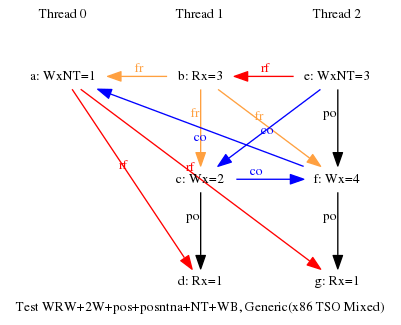 Thread 0 Thread 1 Thread 2
a: WxNT=1 fr b: Rx=3 rf e: WxNT=3
fr fr po
co co
rf rf c: Wx=2 co f: Wx=4
po po
d: Rx=1 g: Rx=1
Test WRW+2W+pos+posntna+NT+WB, Generic(x86 TSO Mixed)